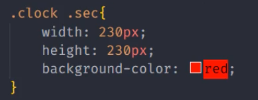 .clock .sec{
    width: 230px;
    height: 230px;
    background-color: red;
}